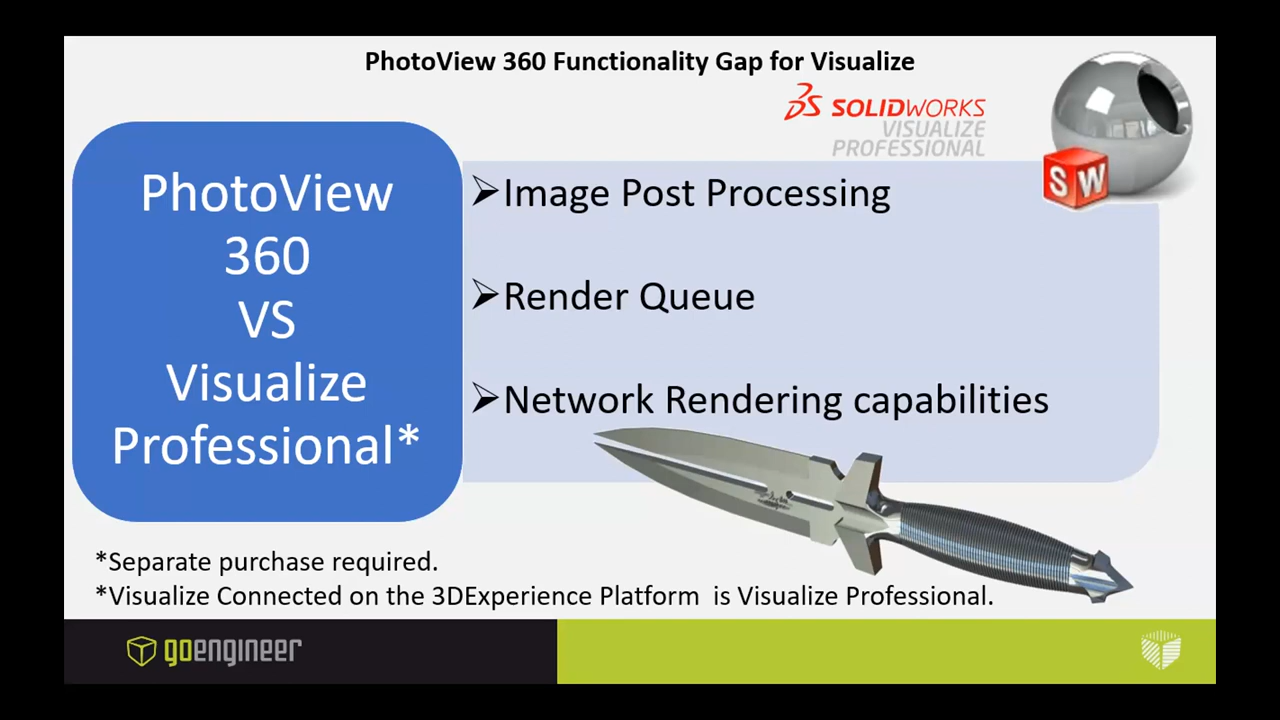 PhotoView 360 Functionality Gap for Visualize
SOLIDWORKS
VISUALIZE
PROFESSIONAL
SW
PhotoView
360
VS
Visualize
Professional*
➢Image Post Processing
➢Render Queue
➢Network Rendering capabilities
*Separate purchase required.
*Visualize Connected on the 3DExperience Platform  is Visualize Professional.
goengineer